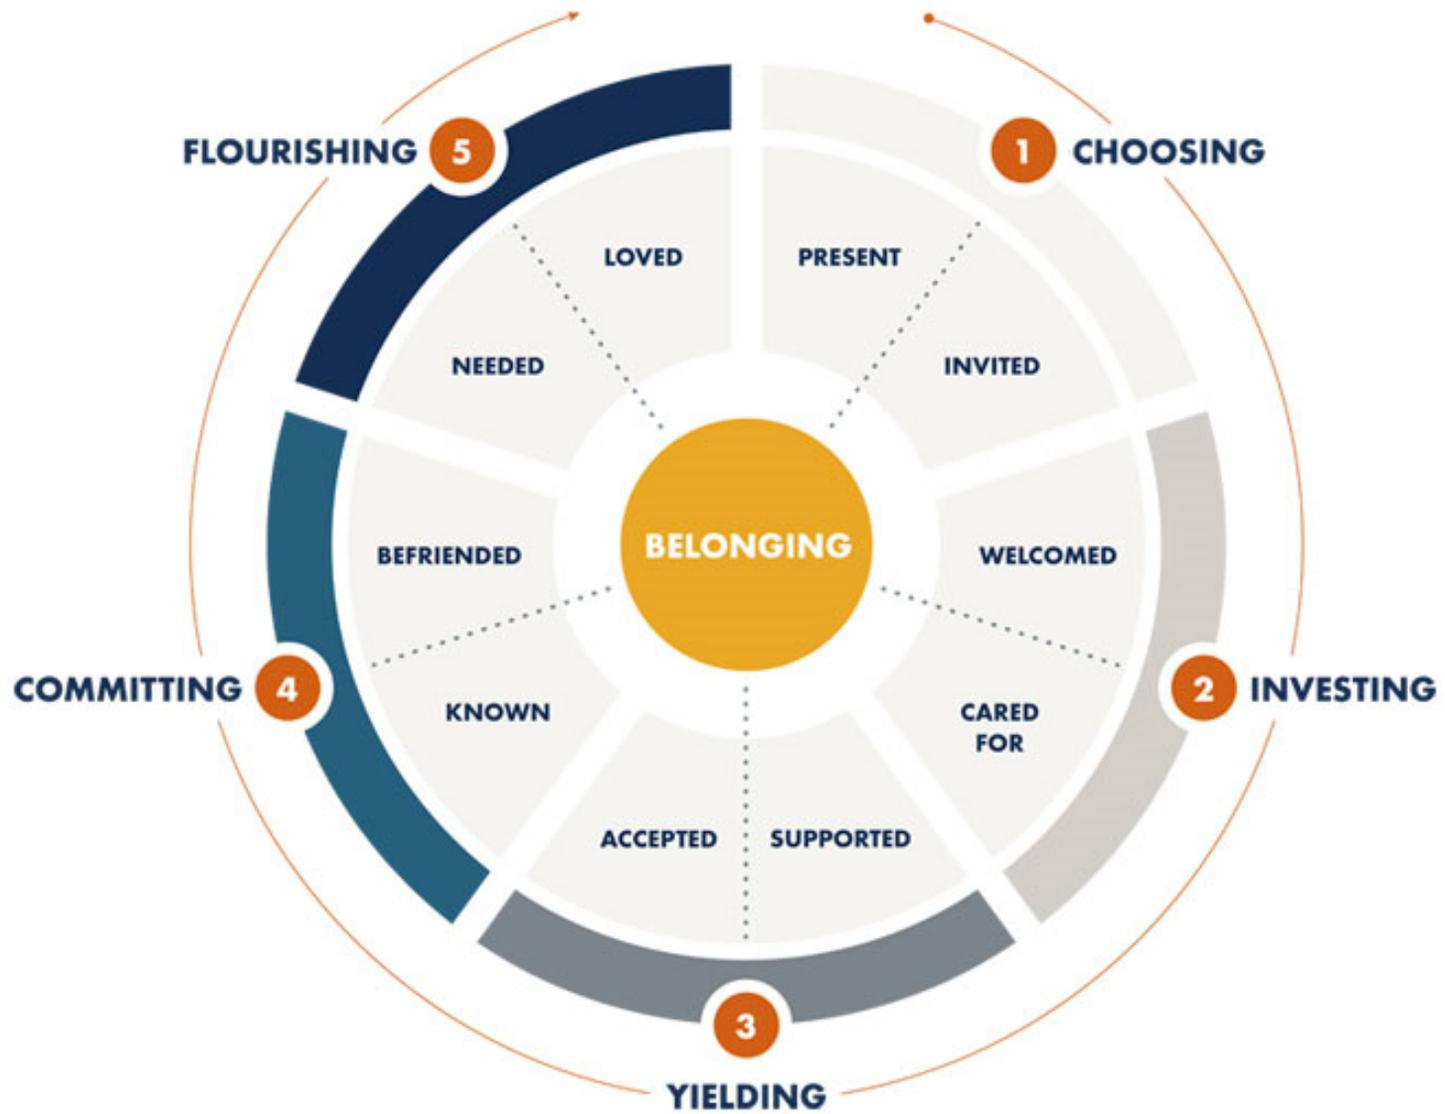 FLOURISHING 5
1 CHOOSING
LOVED
PRESENT
NEEDED
INVITED
BELONGING
BEFRIENDED
WELCOMED
COMMITTING 4
2 INVESTING
KNOWN
CARED
FOR
ACCEPTED
SUPPORTED
3
YIELDING